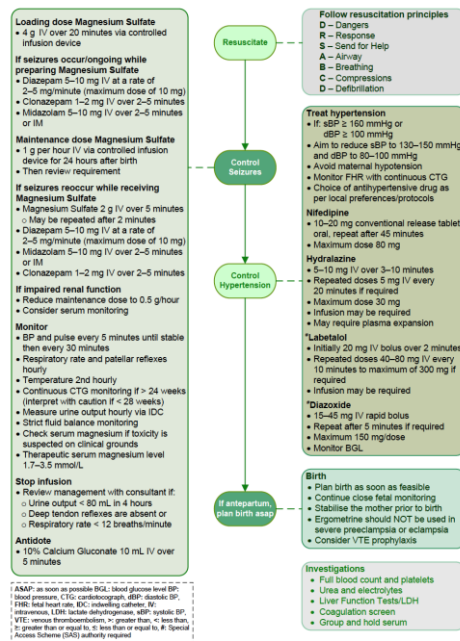 Loading dose Magnesium Sulfate
• 4 g IV over 20 minutes via controlled
infusion device
If seizures occur/ongoing while
preparing Magnesium Sulfate
• Diazepam 5–10 mg IV at a rate of
2–5 mg/minute (maximum dose of 10 mg)
• Clonazepam 1–2 mg IV over 2–5 minutes
• Midazolam 5–10 mg IV over 2–5 minutes
or IM
Maintenance dose Magnesium Sulfate
• 1 g per hour IV via controlled infusion
device for 24 hours after birth
• Then review requirement
If seizures reoccur while receiving
Magnesium Sulfate
• Magnesium Sulfate 2 g IV over 5 minutes
o May be repeated after 2 minutes
• Diazepam 5–10 mg IV at a rate of
2–5 mg/minute (maximum dose of 10 mg)
• Midazolam 5–10 mg IV over 2–5 minutes
or IM
• Clonazepam 1–2 mg IV over 2–5 minutes
If impaired renal function
• Reduce maintenance dose to 0.5 g/hour
• Consider serum monitoring
Monitor
• BP and pulse every 5 minutes until stable
then every 30 minutes
• Respiratory rate and patellar reflexes
hourly
• Temperature 2nd hourly
• Continuous CTG monitoring if > 24 weeks
(interpret with caution if < 28 weeks)
• Measure urine output hourly via IDC
• Strict fluid balance monitoring
• Check serum magnesium if toxicity is
suspected on clinical grounds
• Therapeutic serum magnesium level
1.7–3.5 mmol/L
Stop infusion
• Review management with consultant if:
o Urine output < 80 mL in 4 hours
o Deep tendon reflexes are absent or
o Respiratory rate < 12 breaths/minute
Antidote
• 10% Calcium Gluconate 10 mL IV over
5 minutes
ASAP: as soon as possible BGL: blood glucose level BP:
blood pressure, CTG: cardiotocograph, dBP: diastolic BP,
FHR: fetal heart rate, IDC: indwelling catheter, IV:
intravenous, LDH: lactate dehydrogenase, sBP: systolic BP,
VTE: venous thromboembolism, >: greater than, <: less than,
≥: greater than or equal to, ≤: less than or equal to, #: Special
Access Scheme (SAS) authority required
Resuscitate
Control
Seizures
Control
Hypertension
If antepartum,
plan birth asap
Follow resuscitation principles
D – Dangers
R – Response
S – Send for Help
A – Airway
B – Breathing
C – Compressions
D – Defibrillation
Treat hypertension
• If: sBP ≥ 160 mmHg or
dBP ≥ 100 mmHg
• Aim to reduce sBP to 130–150 mmHg
and dBP to 80–100 mmHg
• Avoid maternal hypotension
• Monitor FHR with continuous CTG
• Choice of antihypertensive drug as
per local preferences/protocols
Nifedipine
• 10–20 mg conventional release tablet
oral, repeat after 45 minutes
• Maximum dose 80 mg
Hydralazine
• 5–10 mg IV over 3–10 minutes
• Repeated doses 5 mg IV every
20 minutes if required
• Maximum dose 30 mg
• Infusion may be required
• May require plasma expansion
#Labetalol
• Initially 20 mg IV bolus over 2 minutes
• Repeated doses 40–80 mg IV every
10 minutes to maximum of 300 mg if
required
• Infusion may be required
#Diazoxide
• 15–45 mg IV rapid bolus
• Repeat after 5 minutes if required
• Maximum 150 mg/dose
• Monitor BGL
Birth
• Plan birth as soon as feasible
• Continue close fetal monitoring
• Stabilise the mother prior to birth
• Ergometrine should NOT be used in
severe preeclampsia or eclampsia
• Consider VTE prophylaxis
Investigations
• Full blood count and platelets
• Urea and electrolytes
• Liver Function Tests/LDH
• Coagulation screen
• Group and hold serum